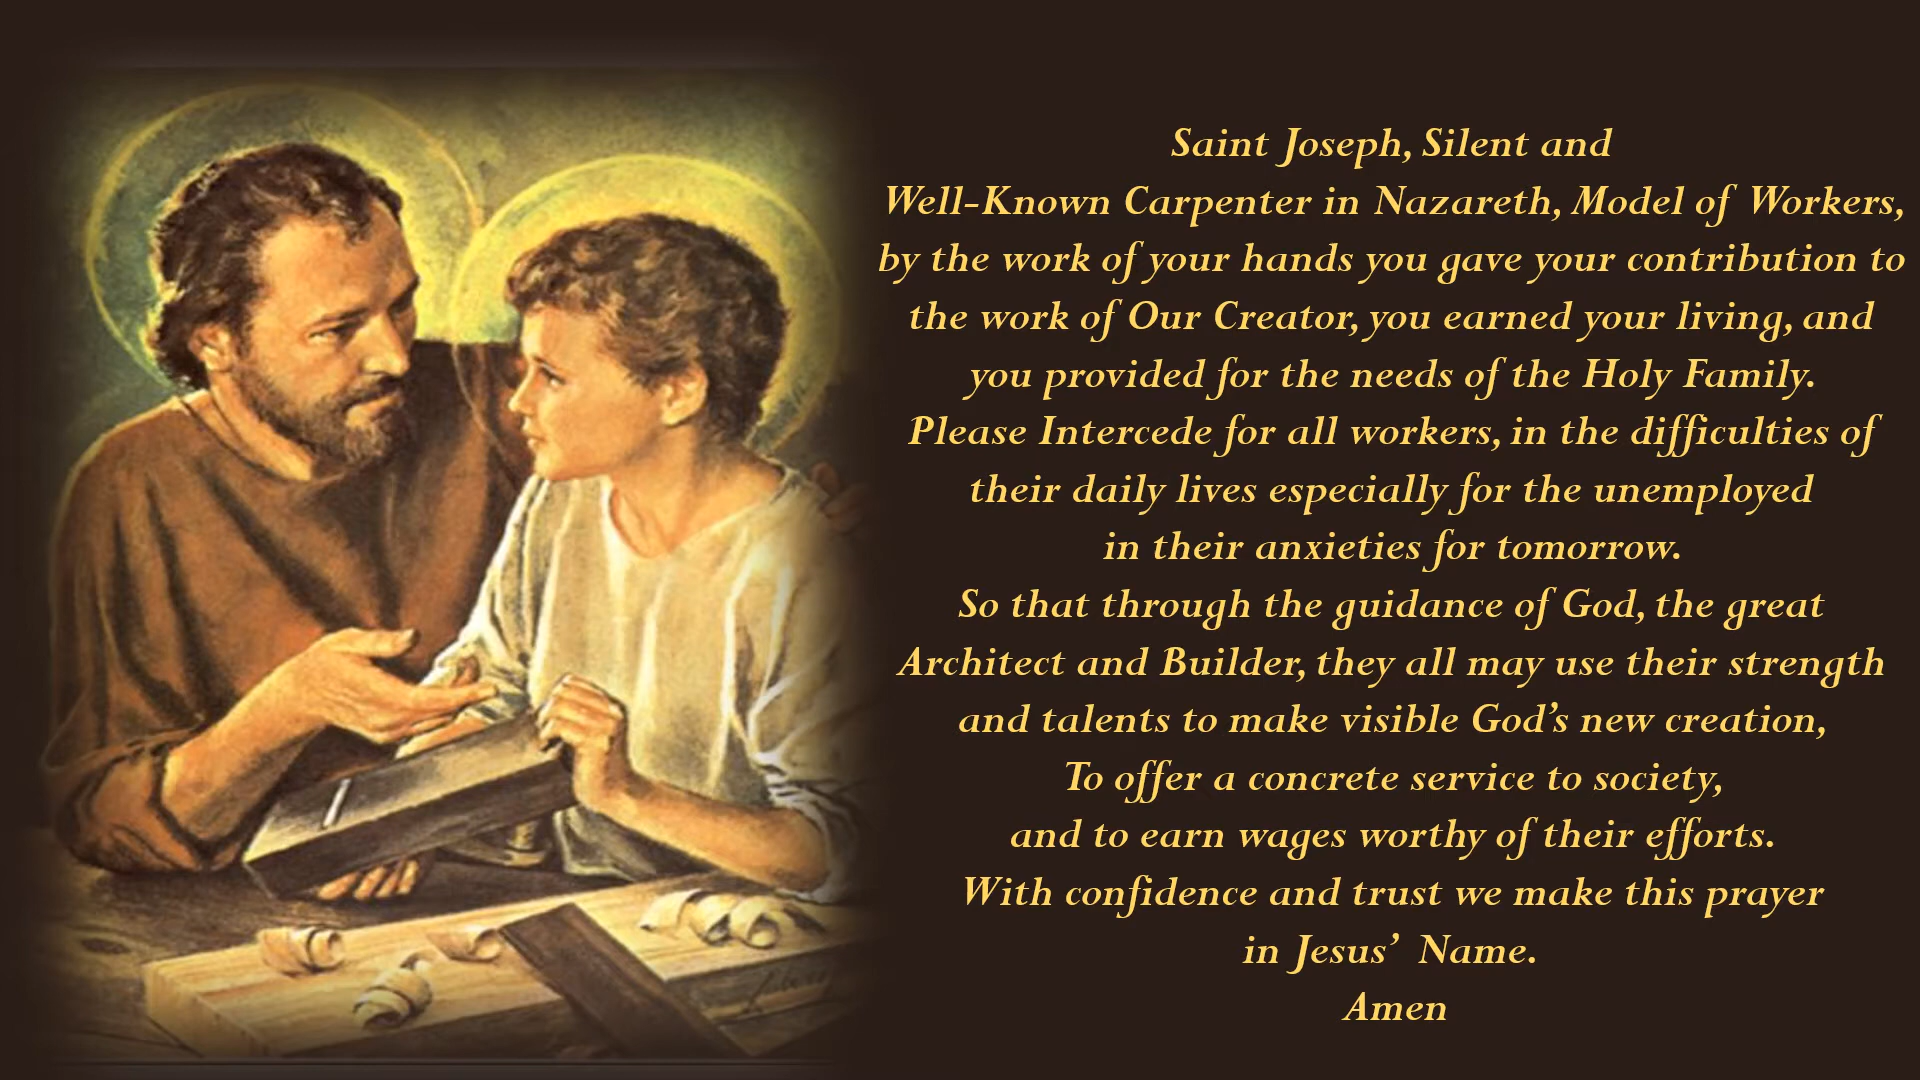 Saint Joseph, Silent and
Well-Known Carpenter in Nazareth, Model of Workers,
by the work of your hands you gave your contribution to
the work of Our Creator, you earned your living, and
you provided for the needs of the Holy Family.
Please Intercede for all workers, in the difficulties of
their daily lives especially for the unemployed
in their anxieties for tomorrow.
So that through the guidance of God, the great
Architect and Builder, they all may use their strength
and talents to make visible God’s new creation,
To offer a concrete service to society,
and to earn wages worthy of their efforts.
With confidence and trust we make this prayer
in Jesus’ Name.
Amen